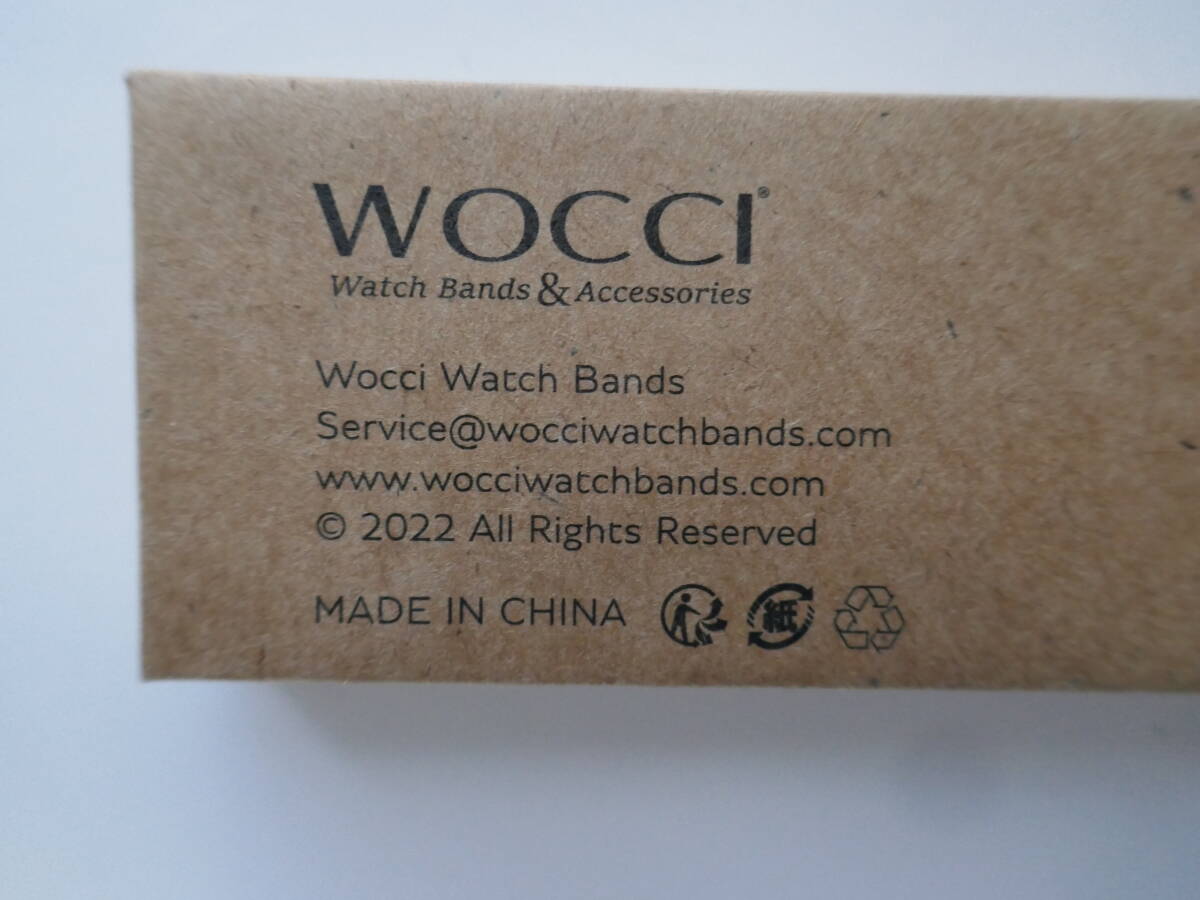 WOCCI®
Watch Bands & Accessories
Wocci Watch Bands
Service@wocciwatchbands.com
www.wocciwatchbands.com
© 2022 All Rights Reserved
MADE IN CHINA 紙